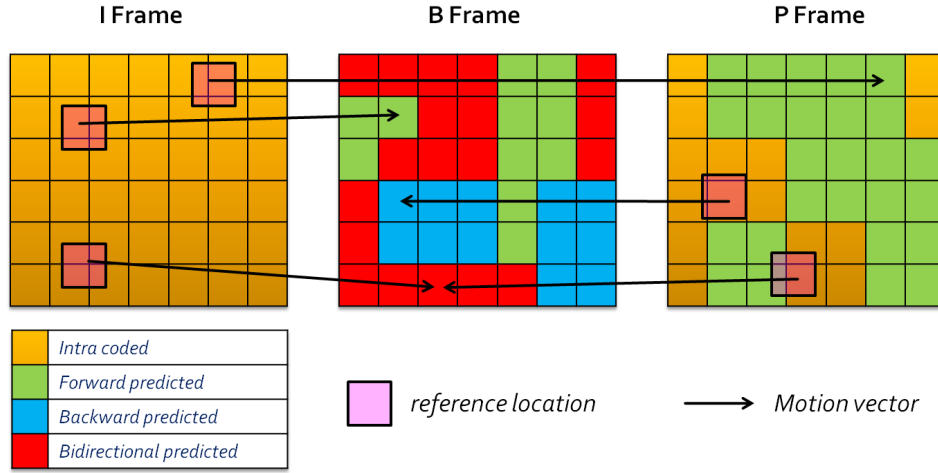 I Frame
B Frame
P Frame
Intra coded
Forward predicted
Backward predicted
Bidirectional predicted
reference location
Motion vector